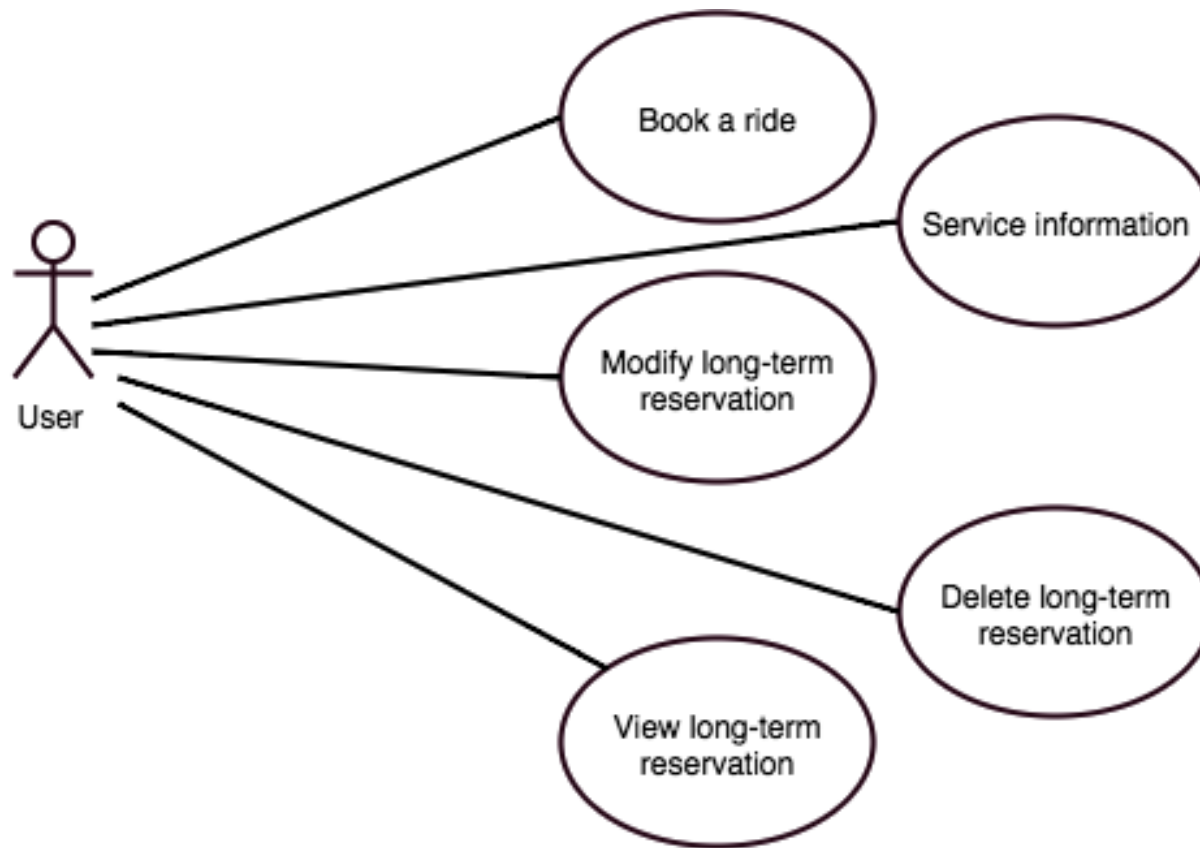 Book a ride
Service information
Modify long-term
reservation
User
Delete long-term
reservation
View long-term
reservation